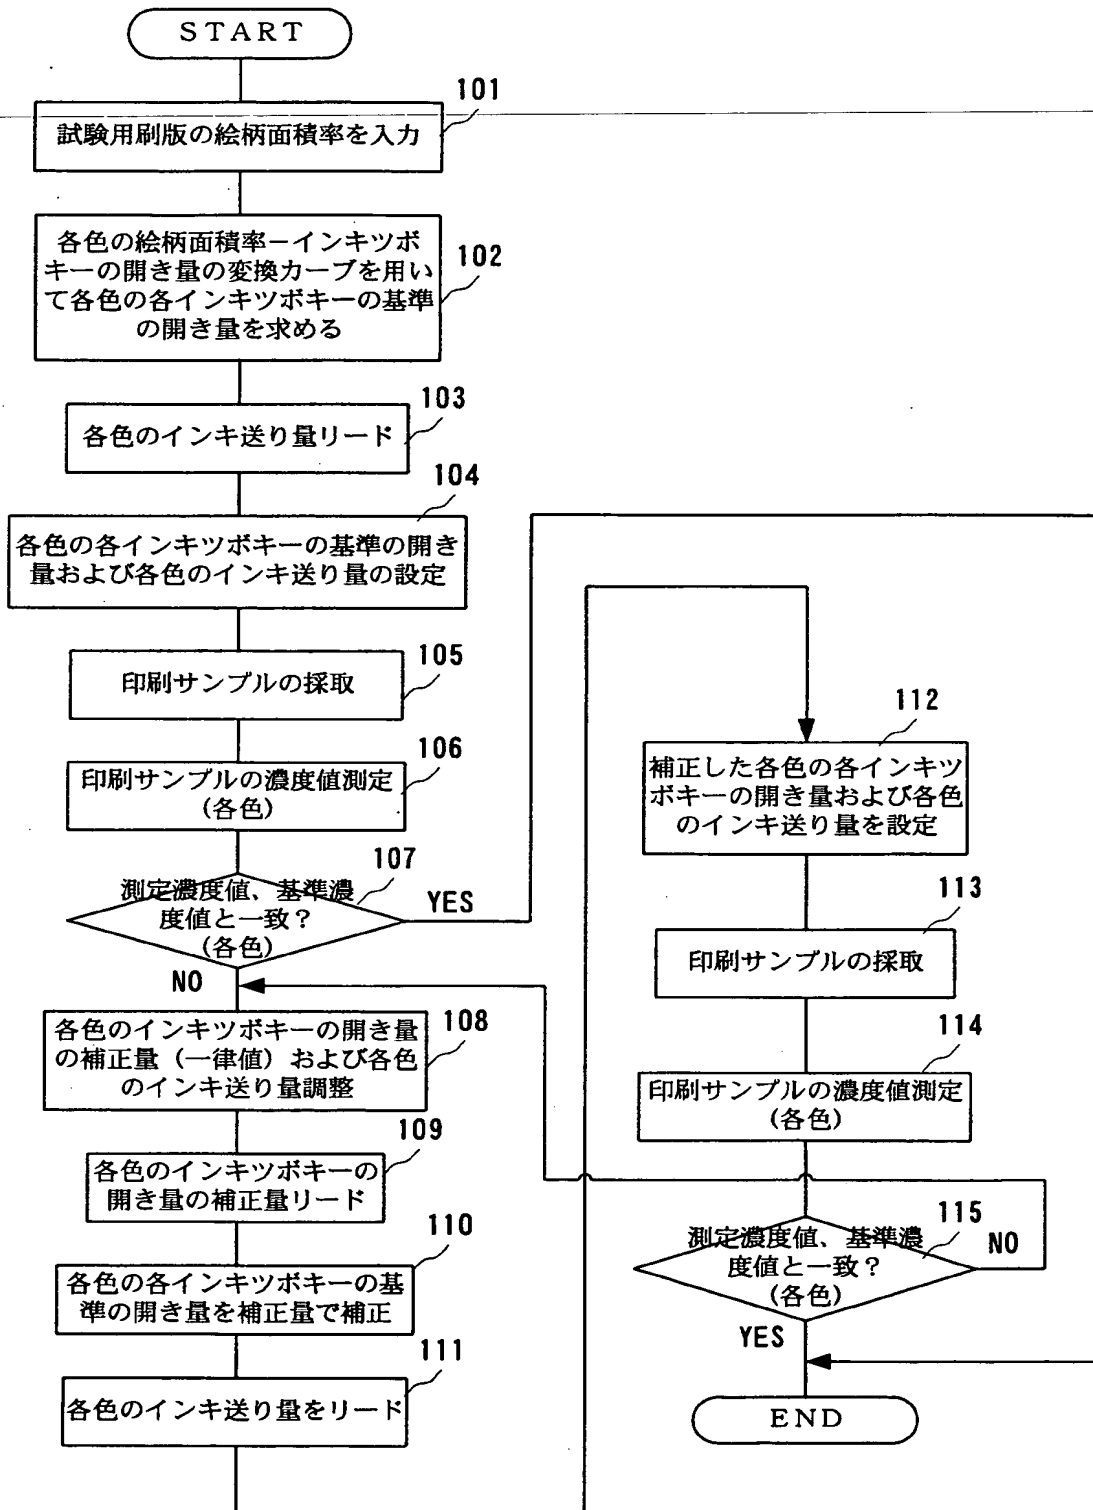 START
101
試験用刷版の絵柄面積率を入力
102
各色の絵柄面積率－インキツボ
キーの開き量の変換カーブを用い
て各色の各インキツボキーの基準
の開き量を求める
103
各色のインキ送り量リード
104
各色の各インキツボキーの基準の開き
量および各色のインキ送り量の設定
105
印刷サンプルの採取
106
印刷サンプルの濃度値測定
(各色)
107
測定濃度値、基準濃
度値と一致？
(各色)
YES
NO
108
各色のインキツボキーの開き量
の補正量（一律値）および各色
のインキ送り量調整
109
各色のインキツボキーの
開き量の補正量リード
110
各色の各インキツボキーの基
準の開き量を補正量で補正
111
各色のインキ送り量をリード
112
補正した各色の各インキツ
ボキーの開き量および各色
のインキ送り量を設定
113
印刷サンプルの採取
114
印刷サンプルの濃度値測定
(各色)
115
測定濃度値、基準濃
度値と一致？
(各色)
NO
YES
END